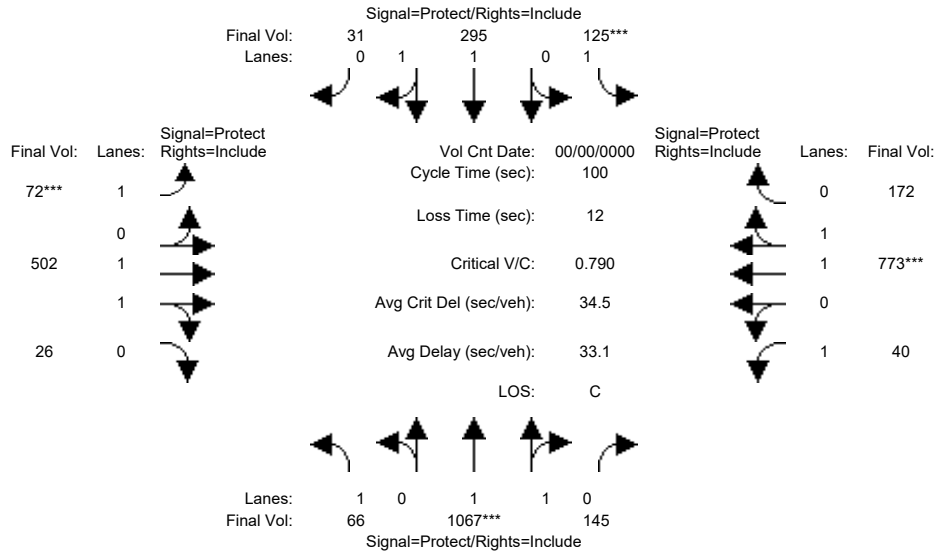 Signal=Protect/Rights=Include
Final Vol: 31 295 125***
Lanes: 0 1 1 0 1
Signal=Protect Signal=Protect
Final Vol: Lanes: Rights=Include Vol Cnt Date: 00/00/0000 Rights=Include Lanes: Final Vol:
Cycle Time (sec): 100
72*** 1 0 172
Loss Time (sec): 12
0 1
502 1 Critical V/C: 0.790 1 773***
1 Avg Crit Del (sec/veh): 34.5 0
26 0 Avg Delay (sec/veh): 33.1 1 40
LOS: C
Lanes: 1 0 1 1 0
Final Vol: 66 1067*** 145
Signal=Protect/Rights=Include